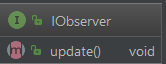 IObserver
update() void